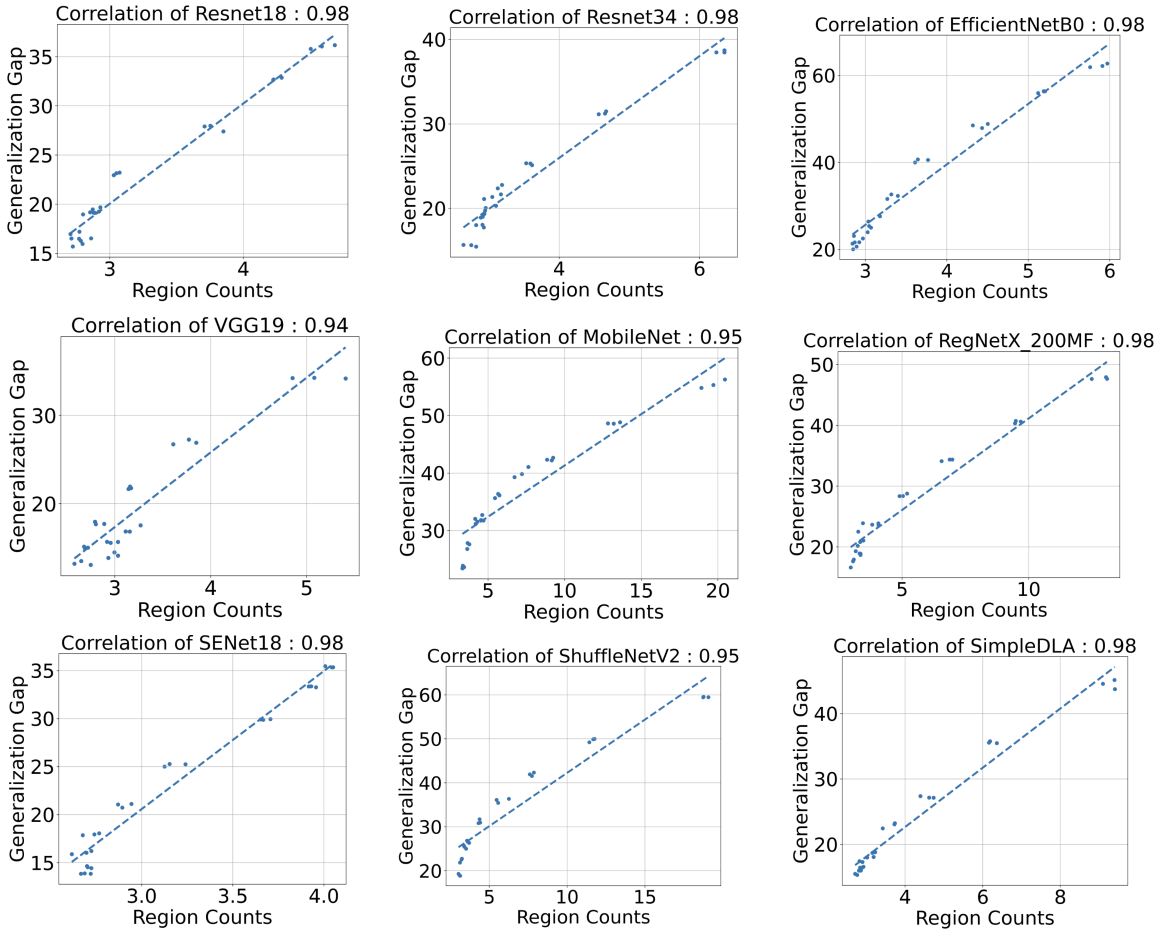 Correlation of Resnet18 : 0.98
Generalization Gap
35
30
25
20
15
3 4
Region Counts
Correlation of Resnet34 : 0.98
Generalization Gap
40
30
20
4 6
Region Counts
Correlation of EfficientNetB0 : 0.98
Generalization Gap
60
40
20
3 4 5 6
Region Counts
Correlation of VGG19 : 0.94
Generalization Gap
30
20
3 4 5
Region Counts
Correlation of MobileNet : 0.95
Generalization Gap
60
50
40
30
5 10 15 20
Region Counts
Correlation of RegNetX_200MF : 0.98
Generalization Gap
50
40
30
20
5 10
Region Counts
Correlation of SENet18 : 0.98
Generalization Gap
35
30
25
20
15
3.0 3.5 4.0
Region Counts
Correlation of ShuffleNetV2 : 0.95
Generalization Gap
60
50
40
30
20
5 10 15
Region Counts
Correlation of SimpleDLA : 0.98
Generalization Gap
40
30
20
4 6 8
Region Counts